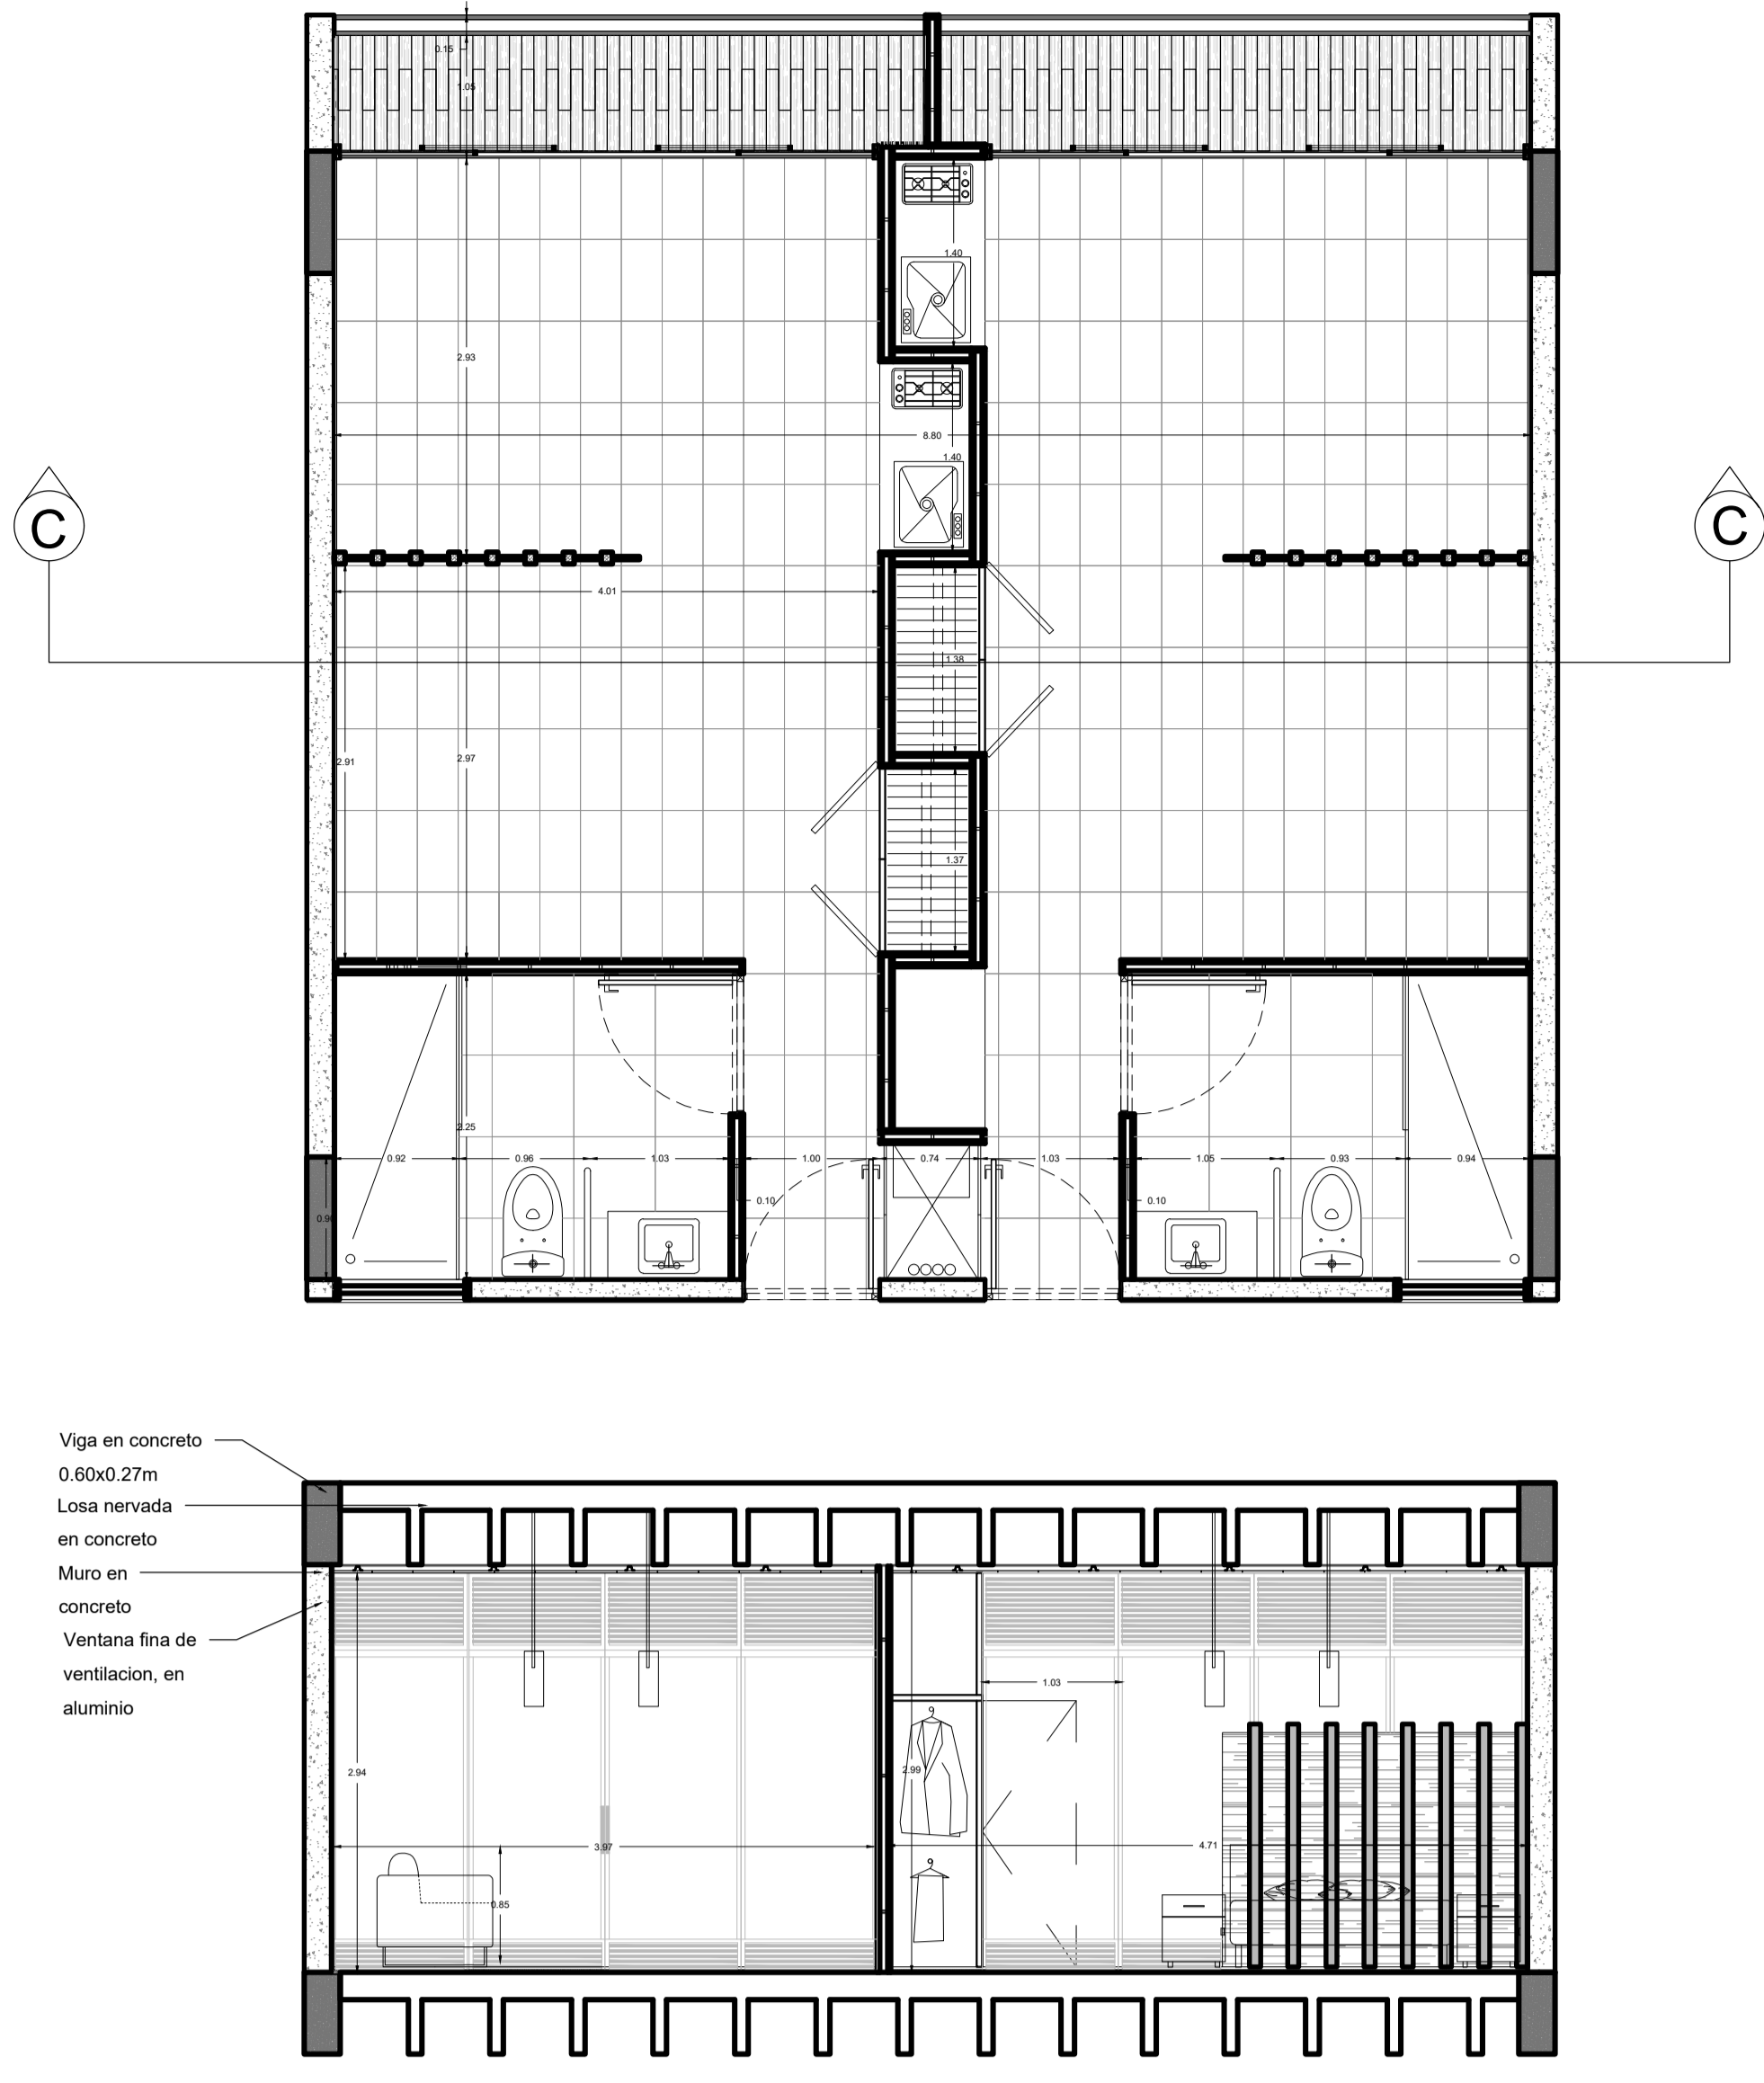 0.15
1.05
1.40
2.93
8.80
1.40
C
C
4.01
1.38
2.91
2.97
1.37
2.25
0.92
0.96
1.03
1.00
0.74
1.03
1.05
0.93
0.94
0.10
0.10
Viga en concreto
0.60x0.27m
Losa nervada
en concreto
Muro en
concreto
Ventana fina de
ventilacion, en
aluminio
1.03
2.94
2.99
3.97
4.71
0.85